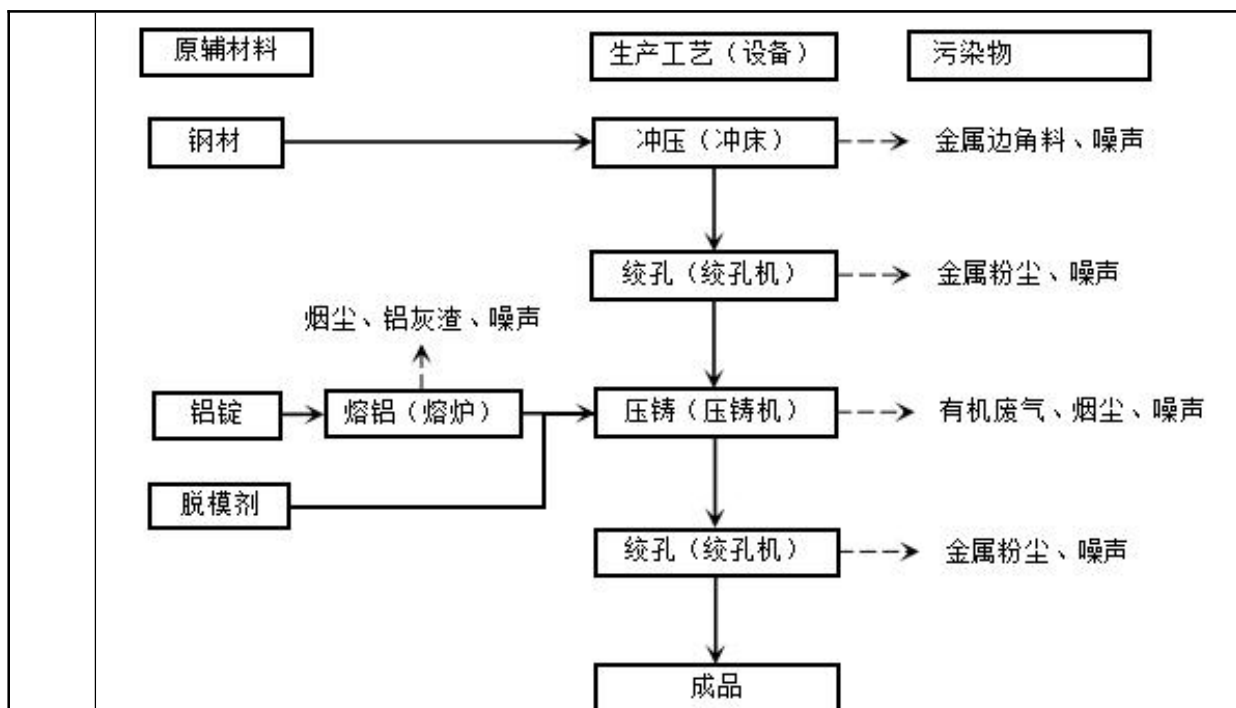 原辅材料 生产工艺（设备） 污染物
钢材 冲压（冲床） 金属边角料、噪声
绞孔（绞孔机） 金属粉尘、噪声
烟尘、铝灰渣、噪声
铝锭 熔铝（熔炉） 压铸（压铸机） 有机废气、烟尘、噪声
脱模剂
绞孔（绞孔机） 金属粉尘、噪声
成品